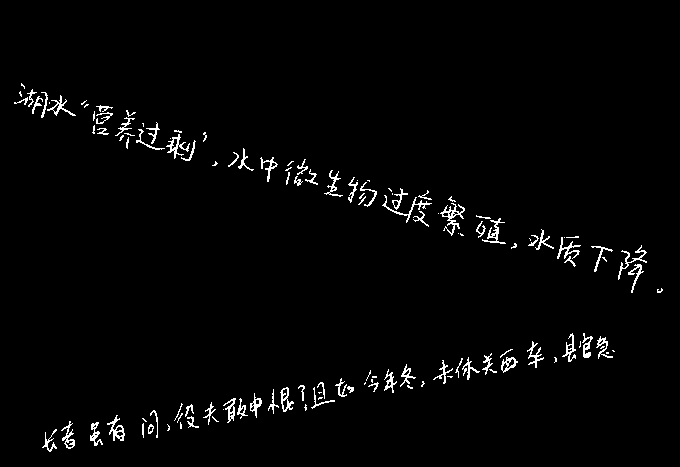 湖水“营养过剩”，水中微生物过度繁殖，水质下降。
长者虽有问，役夫敢申恨？且如今年冬，未休关西卒，县官急